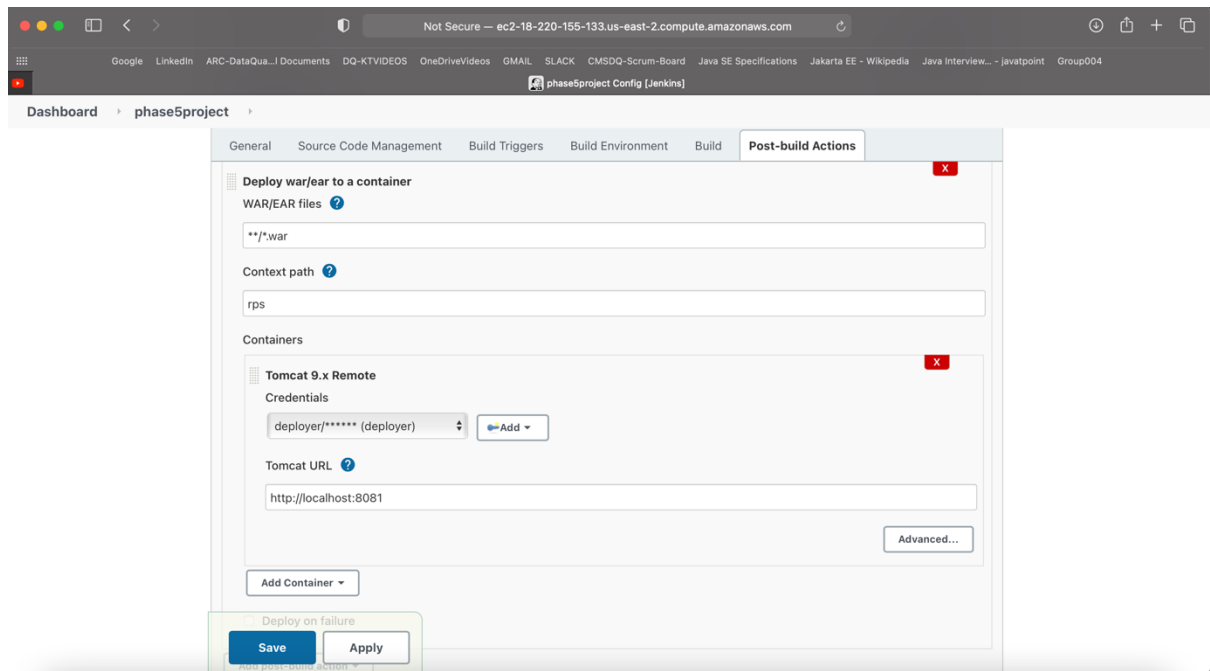 Not Secure — ec2-18-220-155-133.us-east-2.compute.amazonaws.com
Google LinkedIn ARC-DataQua...l Documents DQ-KTVIDEOS OneDriveVideos GMAIL SLACK CMSDQ-Scrum-Board Java SE Specifications Jakarta EE - Wikipedia Java Interview... - javatpoint Group004
phase5project Config [Jenkins]
Dashboard phase5project
General Source Code Management Build Triggers Build Environment Build Post-build Actions
X
Deploy war/ear to a container
WAR/EAR files ?
**/*.war
Context path ?
rps
Containers
X
Tomcat 9.x Remote
Credentials
deployer/****** (deployer) Add
Tomcat URL ?
http://localhost:8081
Advanced...
Add Container
Deploy on failure
Save Apply
Add post-build action